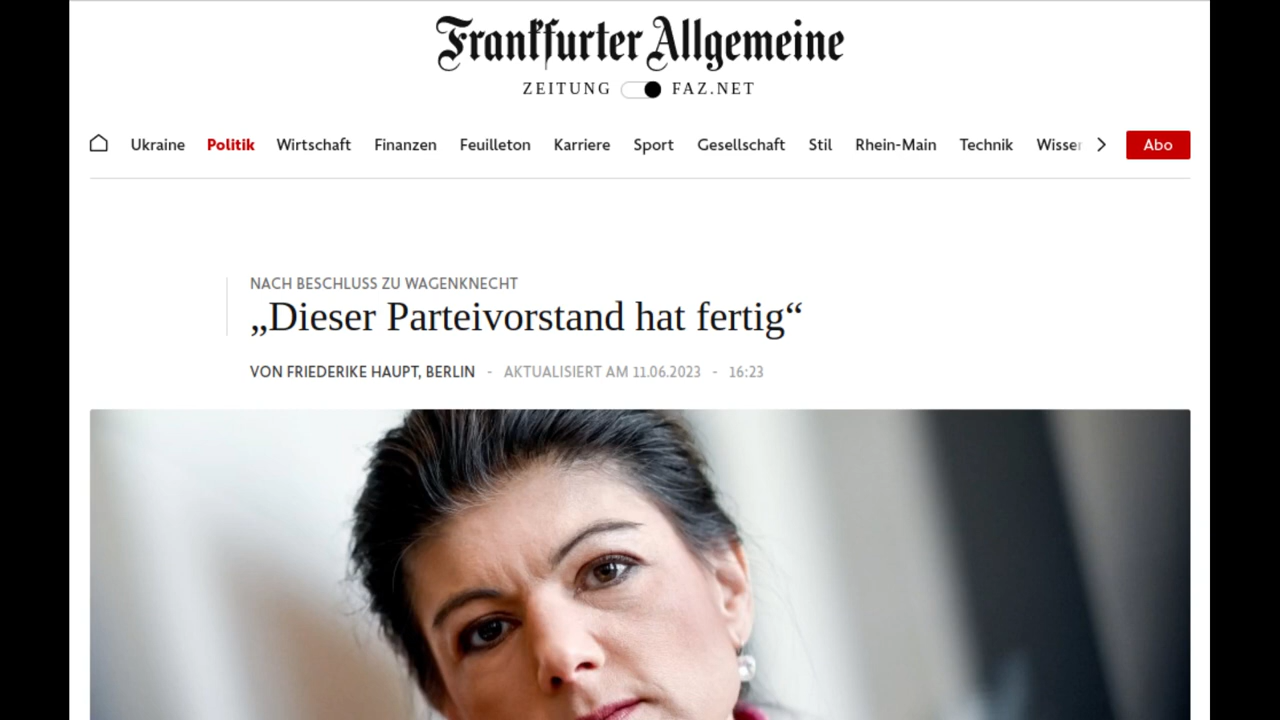 Frankfurter Allgemeine
ZEITUNG FAZ.NET
Ukraine Politik Wirtschaft Finanzen Feuilleton Karriere Sport Gesellschaft Stil Rhein-Main Technik Abo
NACH BESCHLUSS ZU WAGENKNECHT
„Dieser Parteivorstand hat fertig“
VON FRIEDERIKE HAUPT, BERLIN - AKTUALISIERT AM 11.06.2023 - 16:23